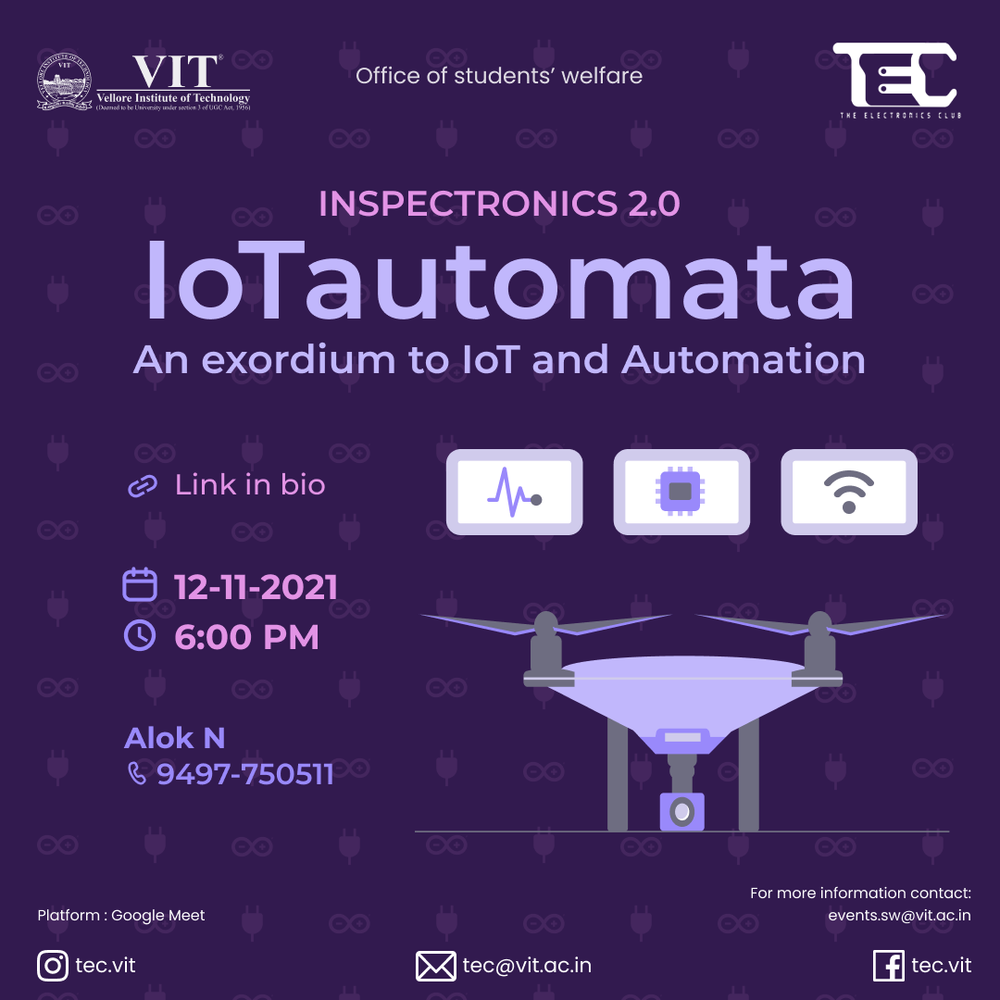 VIT®
Vellore Institute of Technology
(Deemed to be University under section 3 of UGC Act, 1956)
Office of students’ welfare
TEC
THE ELECTRONICS CLUB
INSPECTRONICS 2.0
IoTautomata
An exordium to IoT and Automation
Link in bio
12-11-2021
6:00 PM
Alok N
9497-750511
For more information contact:
Platform : Google Meet
events.sw@vit.ac.in
tec.vit
tec@vit.ac.in
tec.vit